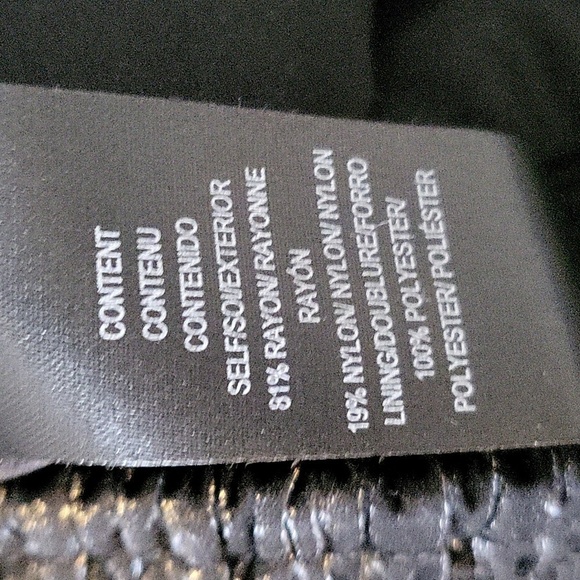 CONTENT
CONTENU
CONTENIDO
SELF/SOI/EXTERIOR
81% RAYON/ RAYONNE
RAYÓN
19% NYLON/ NYLON/ NYLON
LINING/DOUBLURE/FORRO
100% POLYESTER/
POLYESTER/ POLIÉSTER